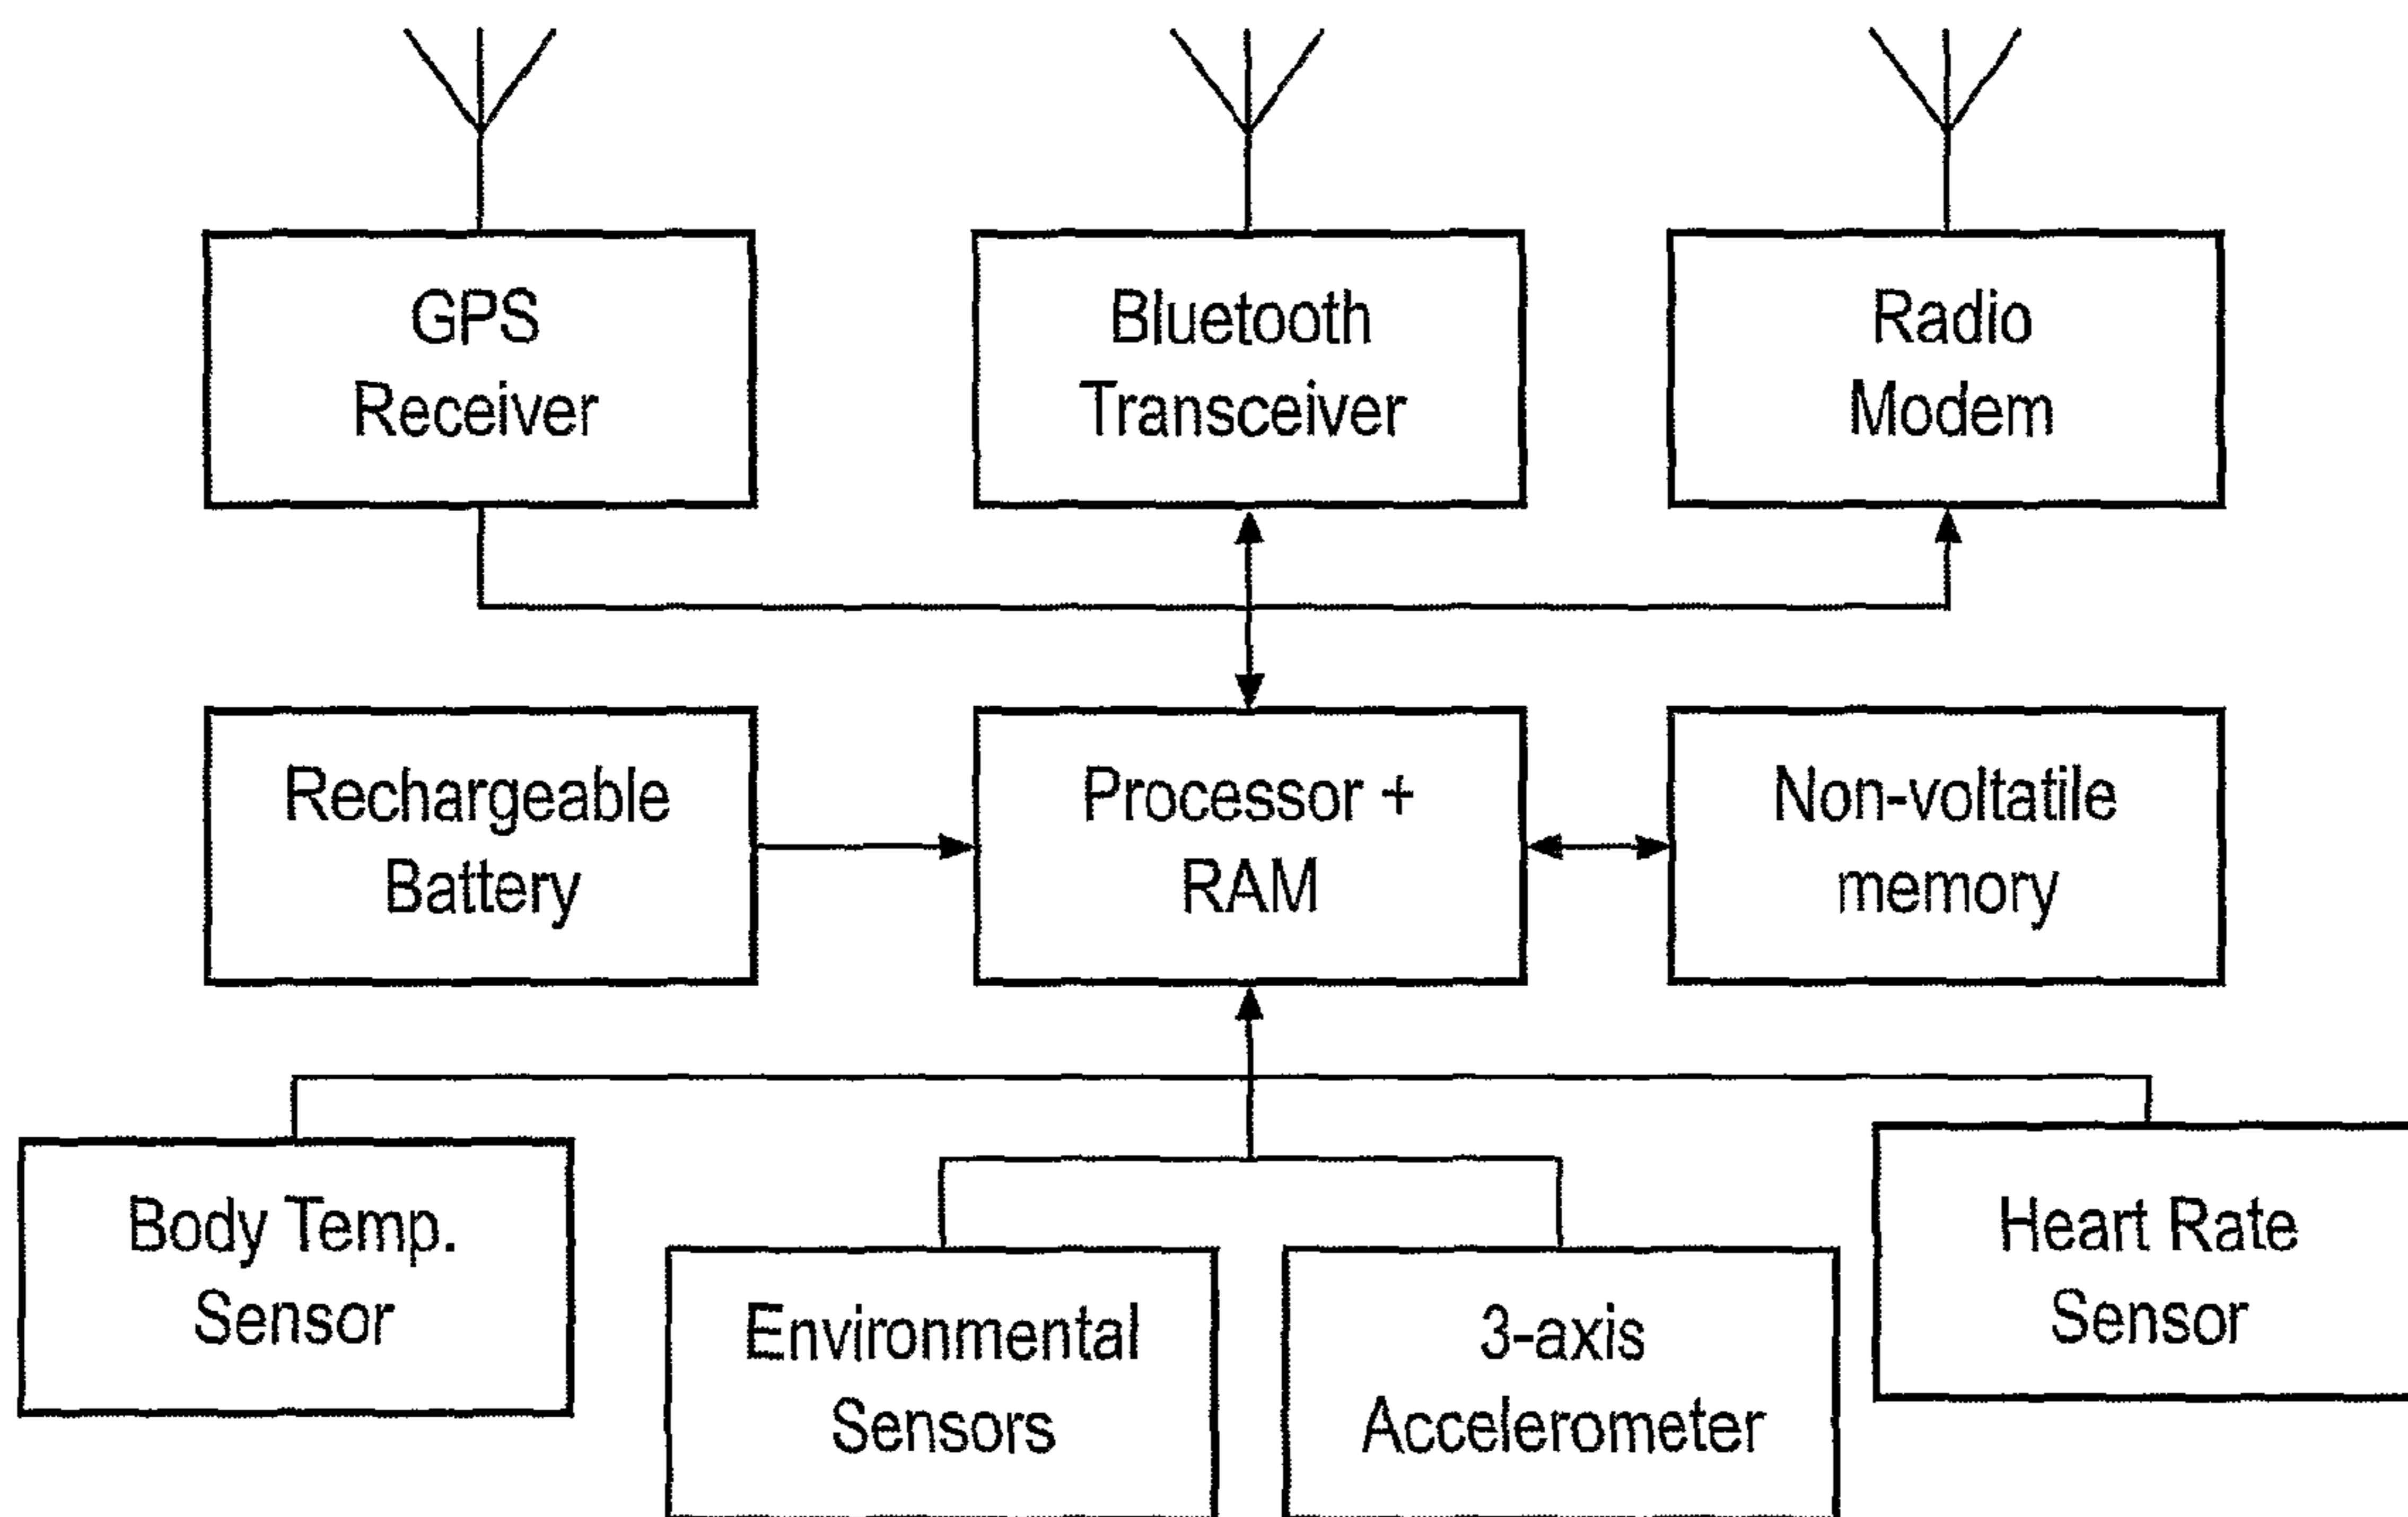 GPS
Receiver
Bluetooth
Transceiver
Radio
Modem
Rechargeable
Battery
Processor +
RAM
Non-voltatile
memory
Body Temp.
Sensor
Environmental
Sensors
3-axis
Accelerometer
Heart Rate
Sensor